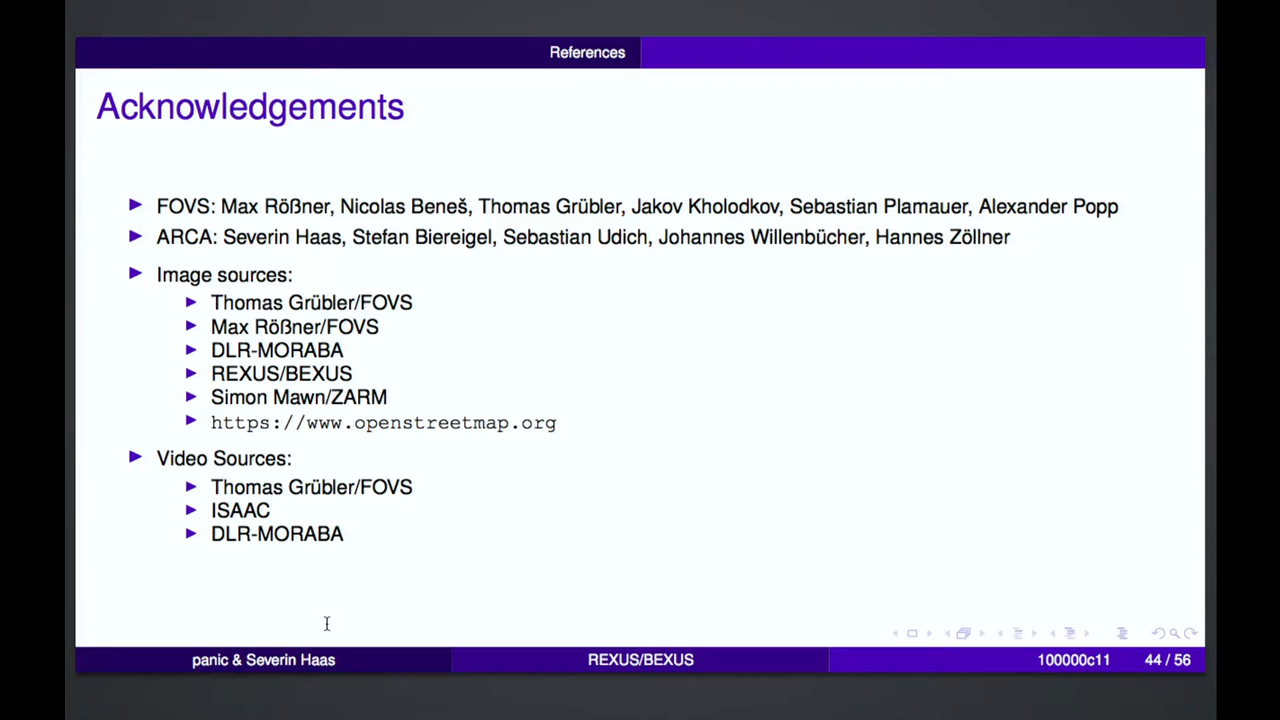 References
Acknowledgements
FOVS: Max Rößner, Nicolas Beneš, Thomas Grübler, Jakov Kholodkov, Sebastian Plamauer, Alexander Popp
ARCA: Severin Haas, Stefan Biereigel, Sebastian Udich, Johannes Willenbücher, Hannes Zöllner
Image sources:
Thomas Grübler/FOVS
Max Rößner/FOVS
DLR-MORABA
REXUS/BEXUS
Simon Mawn/ZARM
https://www.openstreetmap.org
Video Sources:
Thomas Grübler/FOVS
ISAAC
DLR-MORABA
panic & Severin Haas REXUS/BEXUS 100000c11 44 / 56